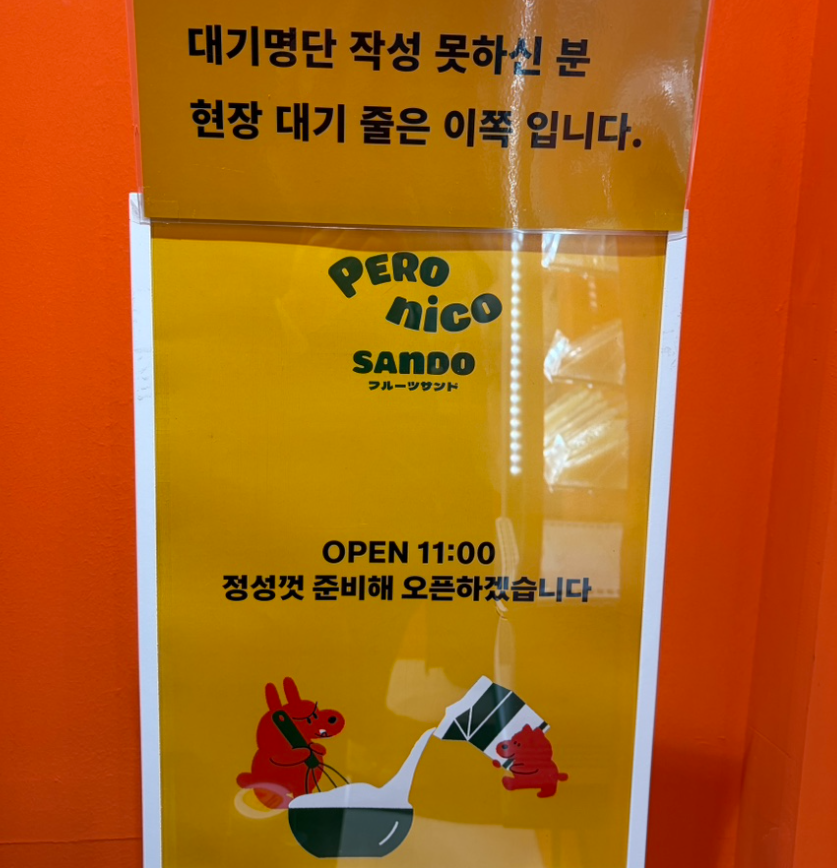 대기명단 작성 못하신 분
현장 대기 줄은 이쪽 입니다.
PERO
nico
SANDO
フルーツサンド
OPEN 11:00
정성껏 준비해 오픈하겠습니다